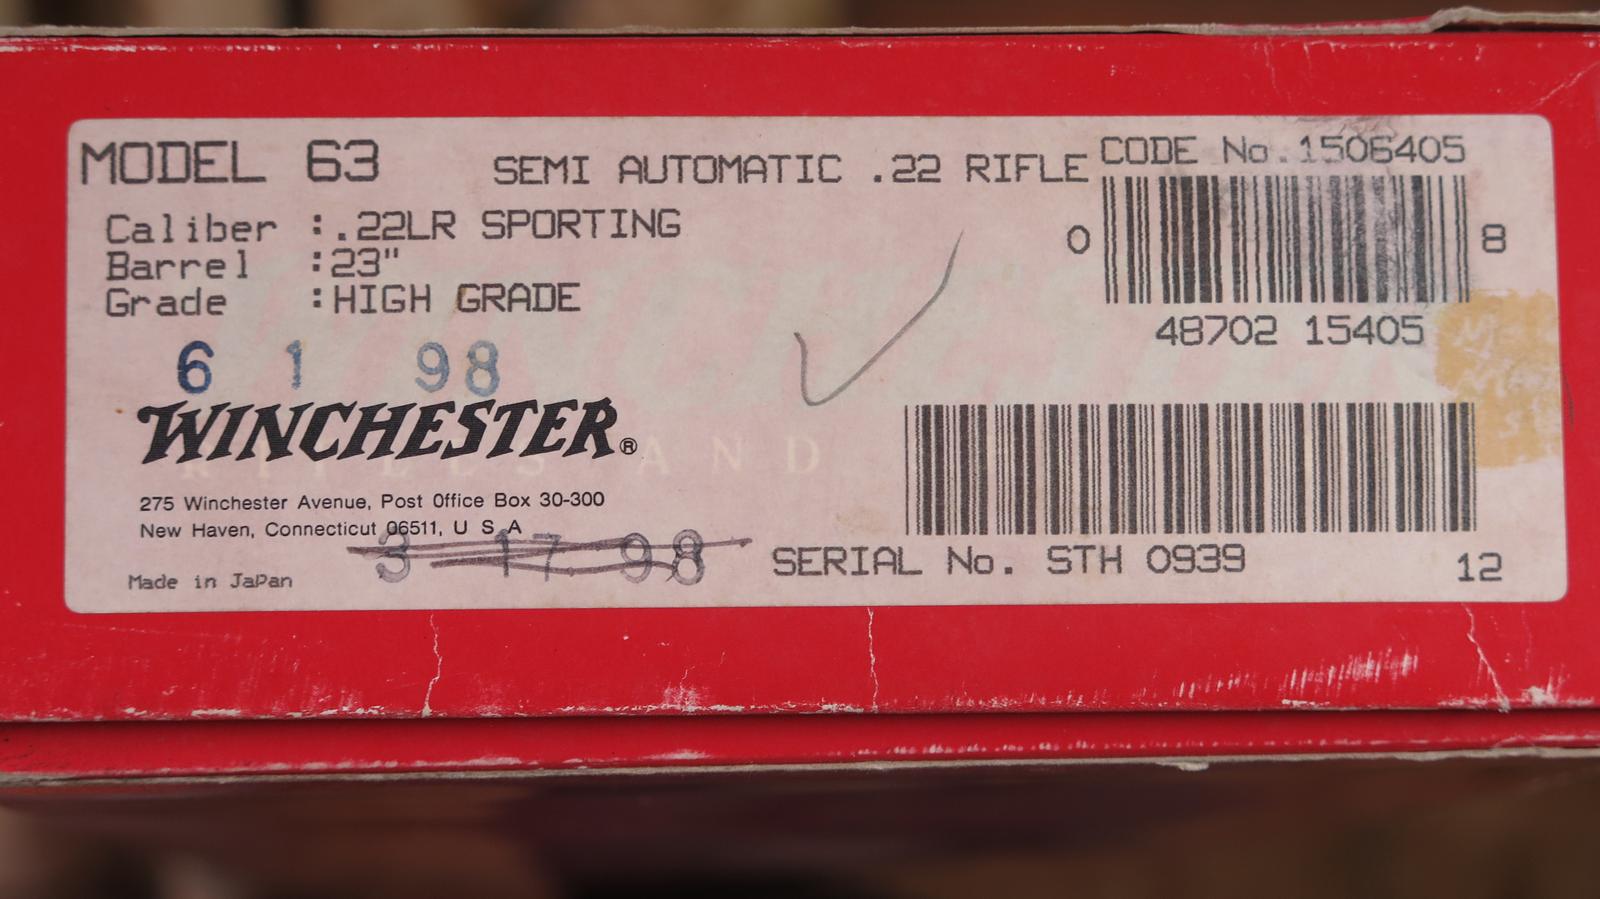 MODEL 63 SEMI AUTOMATIC .22 RIFLE CODE No.1506405
Caliber :.22LR SPORTING
Barrel :23"
Grade :HIGH GRADE
0 8
48702 15405
6 1 98
WINCHESTER®
RIFLES AND
275 Winchester Avenue, Post Office Box 30-300
New Haven, Connecticut 06511, U S A
3 17 98
Made in JaPan
SERIAL No. STH 0939 12